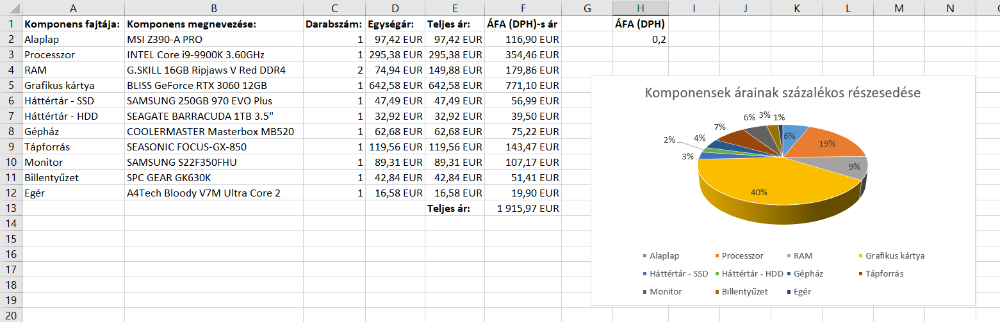 A B C D E F G H I J K L M N
1 Komponens fajtája: Komponens megnevezése: Darabszám: Egységár: Teljes ár: ÁFA (DPH)-s ár ÁFA (DPH)
2 Alaplap MSI Z390-A PRO 1 97,42 EUR 97,42 EUR 116,90 EUR 0,2
3 Processzor INTEL Core i9-9900K 3.60GHz 1 295,38 EUR 295,38 EUR 354,46 EUR
4 RAM G.SKILL 16GB Ripjaws V Red DDR4 2 74,94 EUR 149,88 EUR 179,86 EUR
5 Grafikus kártya BLISS GeForce RTX 3060 12GB 1 642,58 EUR 642,58 EUR 771,10 EUR
6 Háttértár - SSD SAMSUNG 250GB 970 EVO Plus 1 47,49 EUR 47,49 EUR 56,99 EUR
7 Háttértár - HDD SEAGATE BARRACUDA 1TB 3.5" 1 32,92 EUR 32,92 EUR 39,50 EUR
8 Gépház COOLERMASTER Masterbox MB520 1 62,68 EUR 62,68 EUR 75,22 EUR
9 Tápforrás SEASONIC FOCUS-GX-850 1 119,56 EUR 119,56 EUR 143,47 EUR
10 Monitor SAMSUNG S22F350FHU 1 89,31 EUR 89,31 EUR 107,17 EUR
11 Billentyűzet SPC GEAR GK630K 1 42,84 EUR 42,84 EUR 51,41 EUR
12 Egér A4Tech Bloody V7M Ultra Core 2 1 16,58 EUR 16,58 EUR 19,90 EUR
13 Teljes ár: 1 915,97 EUR
14
15
16
17
18
19
20
Komponensek árainak százalékos részesedése
6% 3% 1%
7%
4% 6%
2% 19%
3% 9%
40%
Alaplap Processzor RAM Grafikus kártya
Háttértár - SSD Háttértár - HDD Gépház Tápforrás
Monitor Billentyűzet Egér